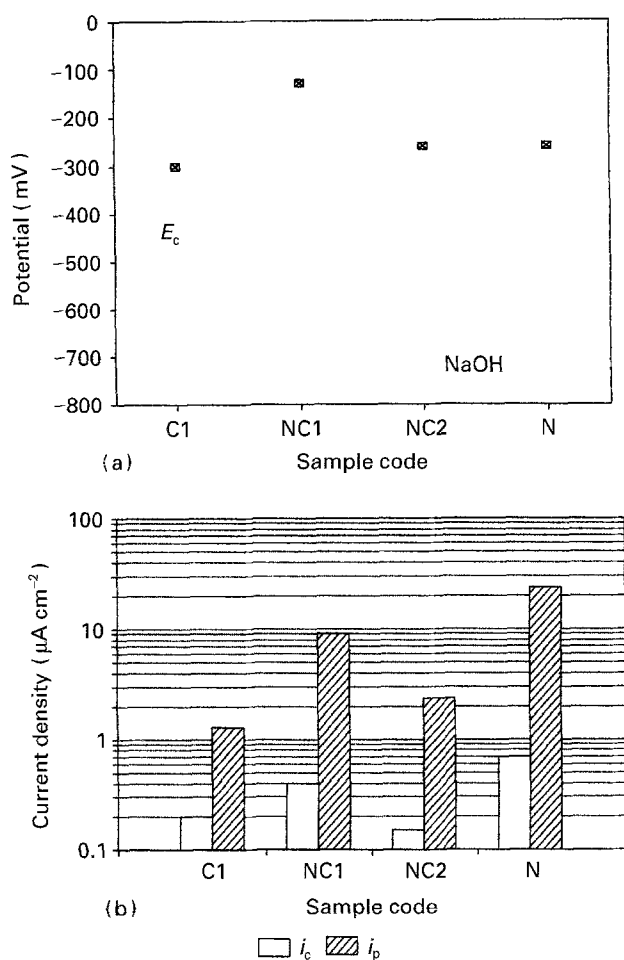 0
−100
−200
−300
−400
−500
−600
−700
−800
Potential (mV)
E_c
NaOH
C1 NC1 NC2 N
(a) Sample code
100
10
1
0.1
Current density (μA cm⁻²)
C1 NC1 NC2 N
(b) Sample code
i_c i_p